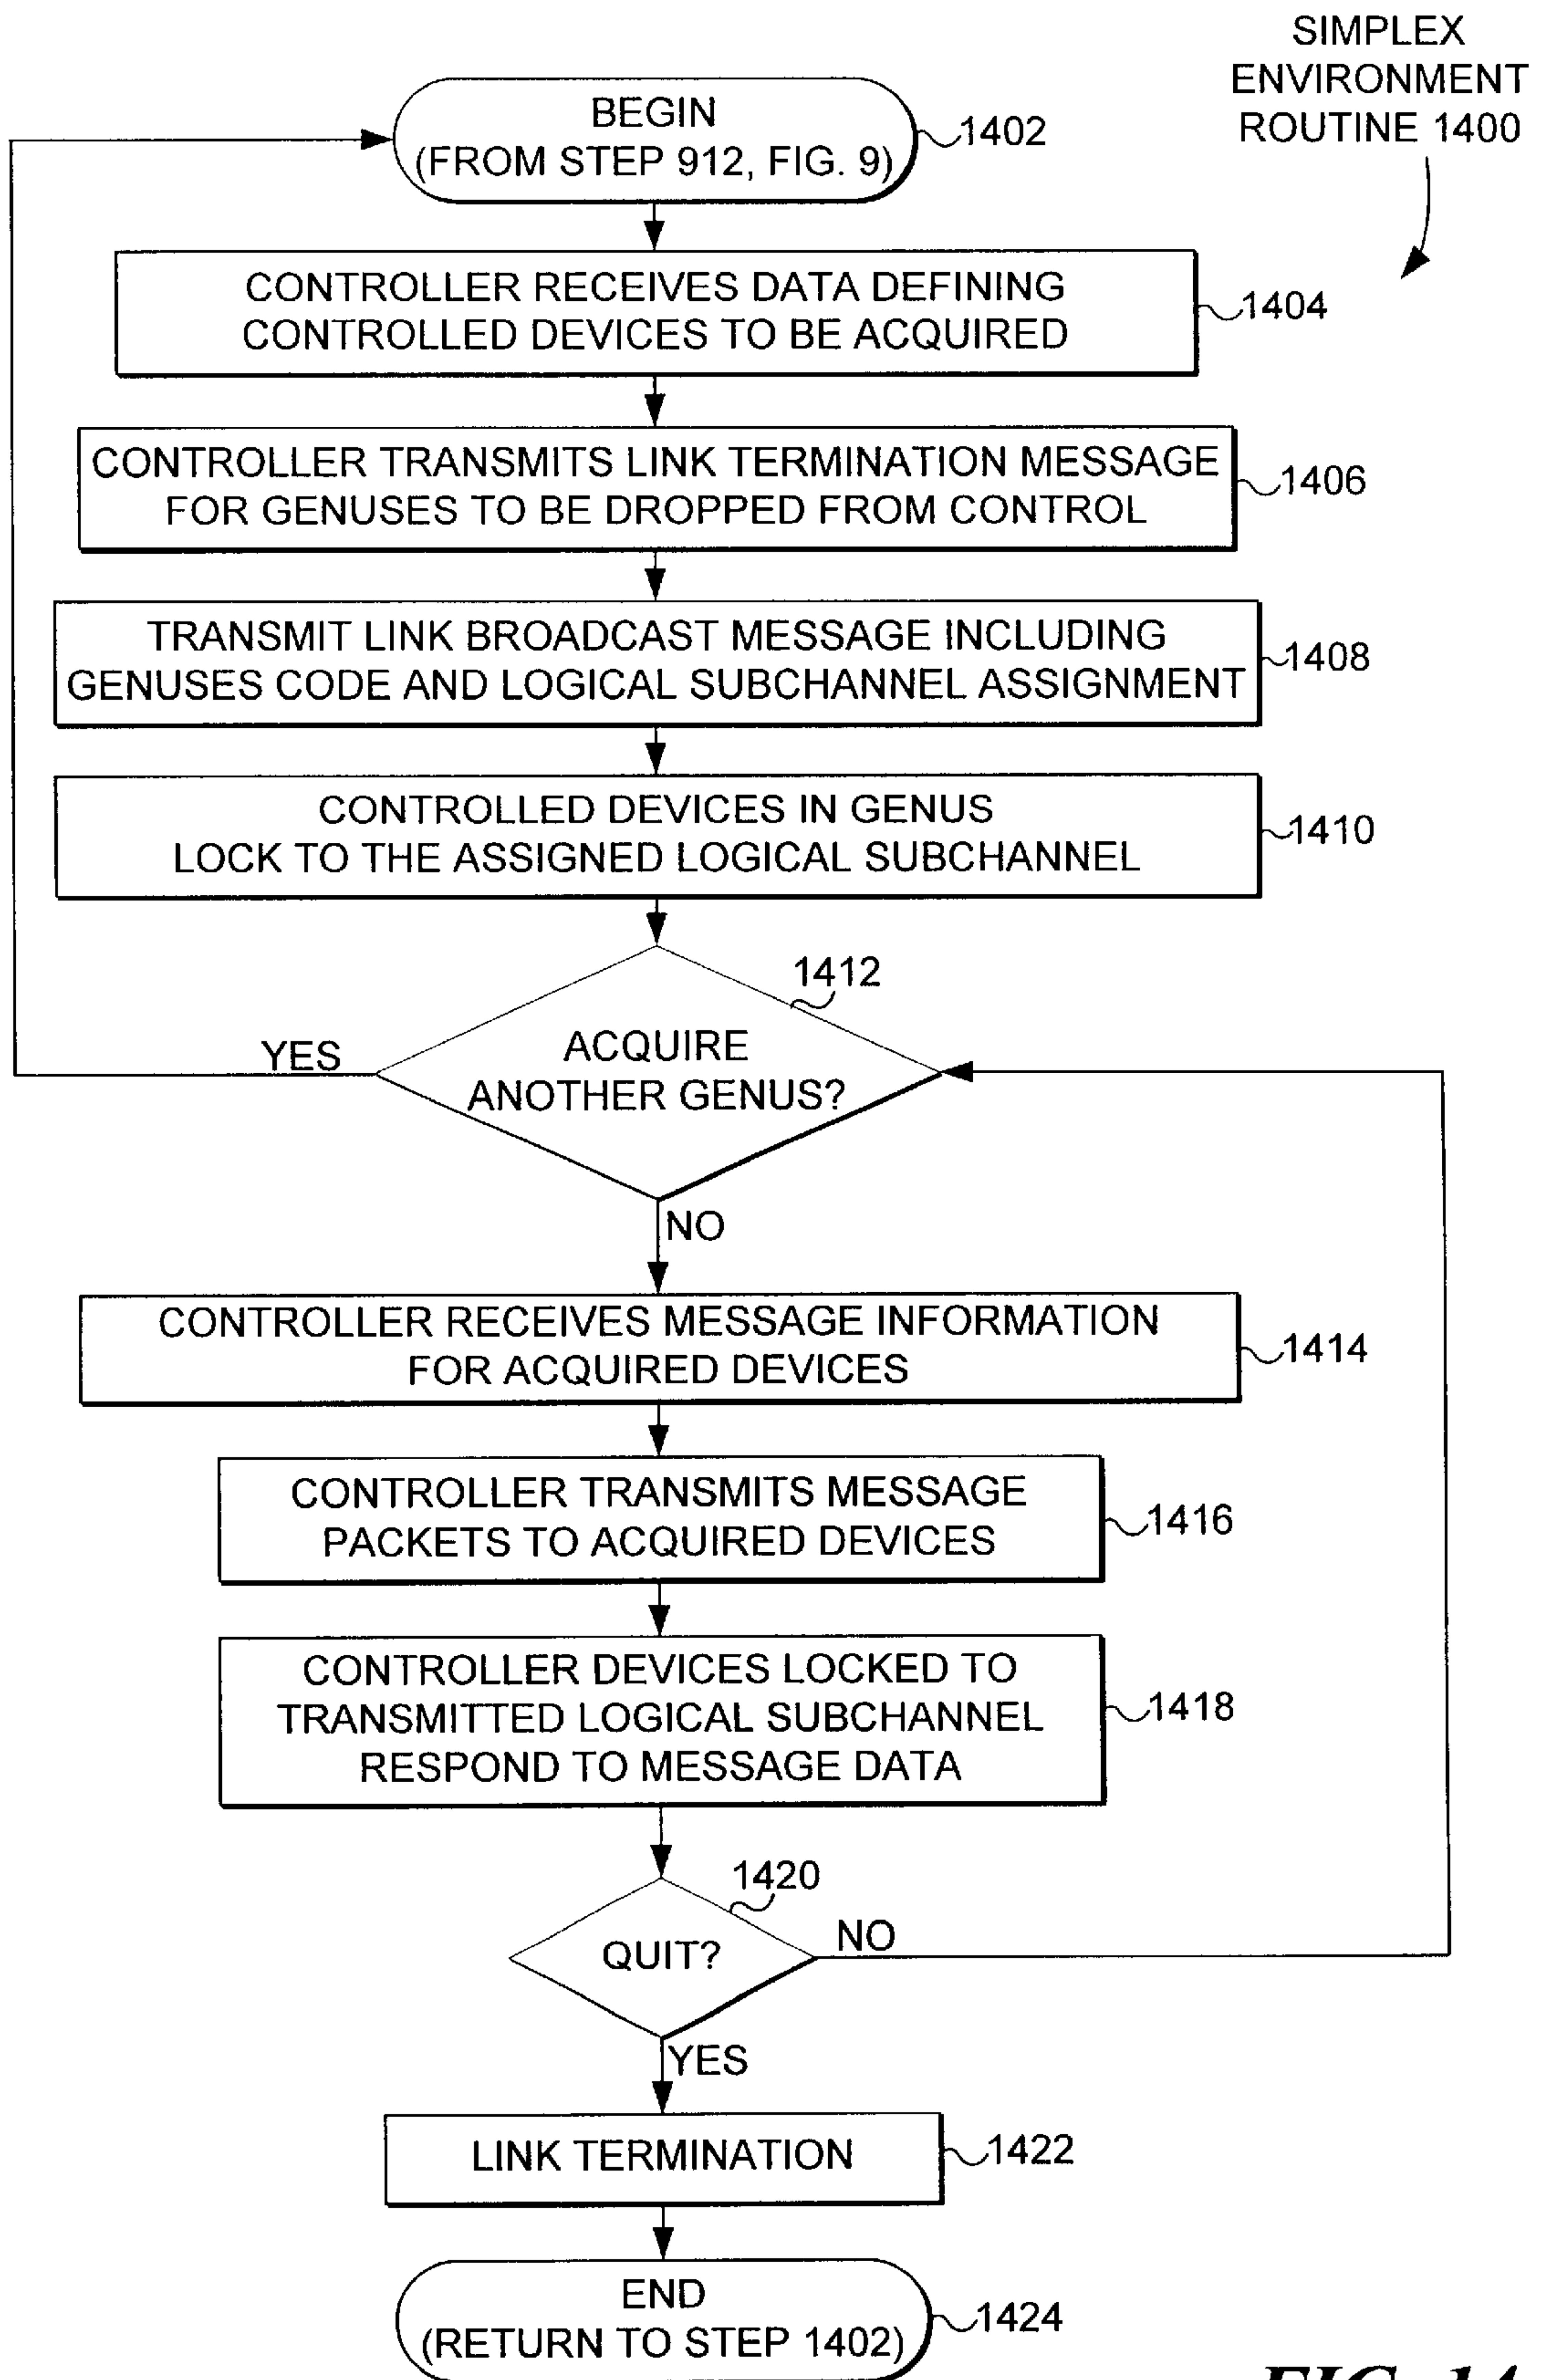 SIMPLEX
ENVIRONMENT
ROUTINE 1400
BEGIN
(FROM STEP 912, FIG. 9)
1402
CONTROLLER RECEIVES DATA DEFINING
CONTROLLED DEVICES TO BE ACQUIRED
1404
CONTROLLER TRANSMITS LINK TERMINATION MESSAGE
FOR GENUSES TO BE DROPPED FROM CONTROL
1406
TRANSMIT LINK BROADCAST MESSAGE INCLUDING
GENUSES CODE AND LOGICAL SUBCHANNEL ASSIGNMENT
1408
CONTROLLED DEVICES IN GENUS
LOCK TO THE ASSIGNED LOGICAL SUBCHANNEL
1410
1412
ACQUIRE
ANOTHER GENUS?
YES
NO
CONTROLLER RECEIVES MESSAGE INFORMATION
FOR ACQUIRED DEVICES
1414
CONTROLLER TRANSMITS MESSAGE
PACKETS TO ACQUIRED DEVICES
1416
CONTROLLER DEVICES LOCKED TO
TRANSMITTED LOGICAL SUBCHANNEL
RESPOND TO MESSAGE DATA
1418
1420
QUIT?
NO
YES
LINK TERMINATION
1422
END
(RETURN TO STEP 1402)
1424
FIG. 14